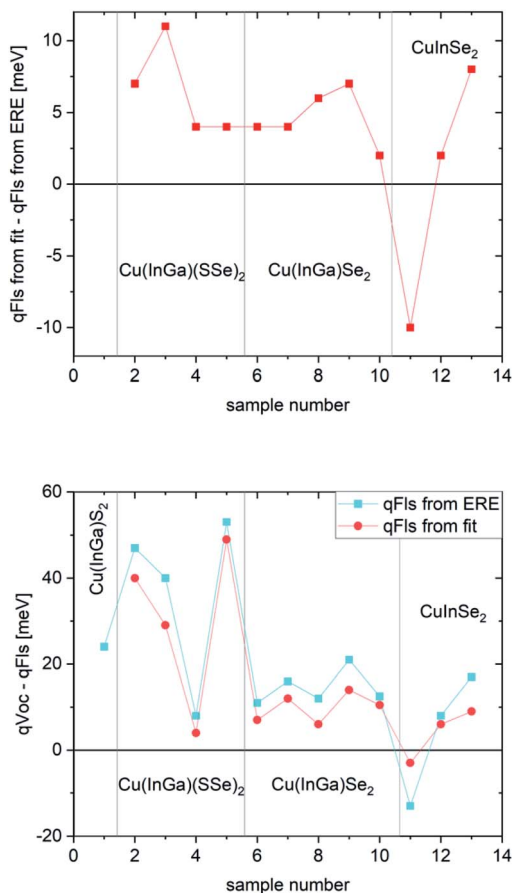 10
5
0
-5
-10
qFls from fit - qFls from ERE [meV]
CuInSe₂
Cu(InGa)(SSe)₂
Cu(InGa)Se₂
0 2 4 6 8 10 12 14
sample number
60
40
20
0
-20
qVoc - qFls [meV]
Cu(InGa)S₂
qFls from ERE
qFls from fit
CuInSe₂
Cu(InGa)(SSe)₂
Cu(InGa)Se₂
0 2 4 6 8 10 12 14
sample number